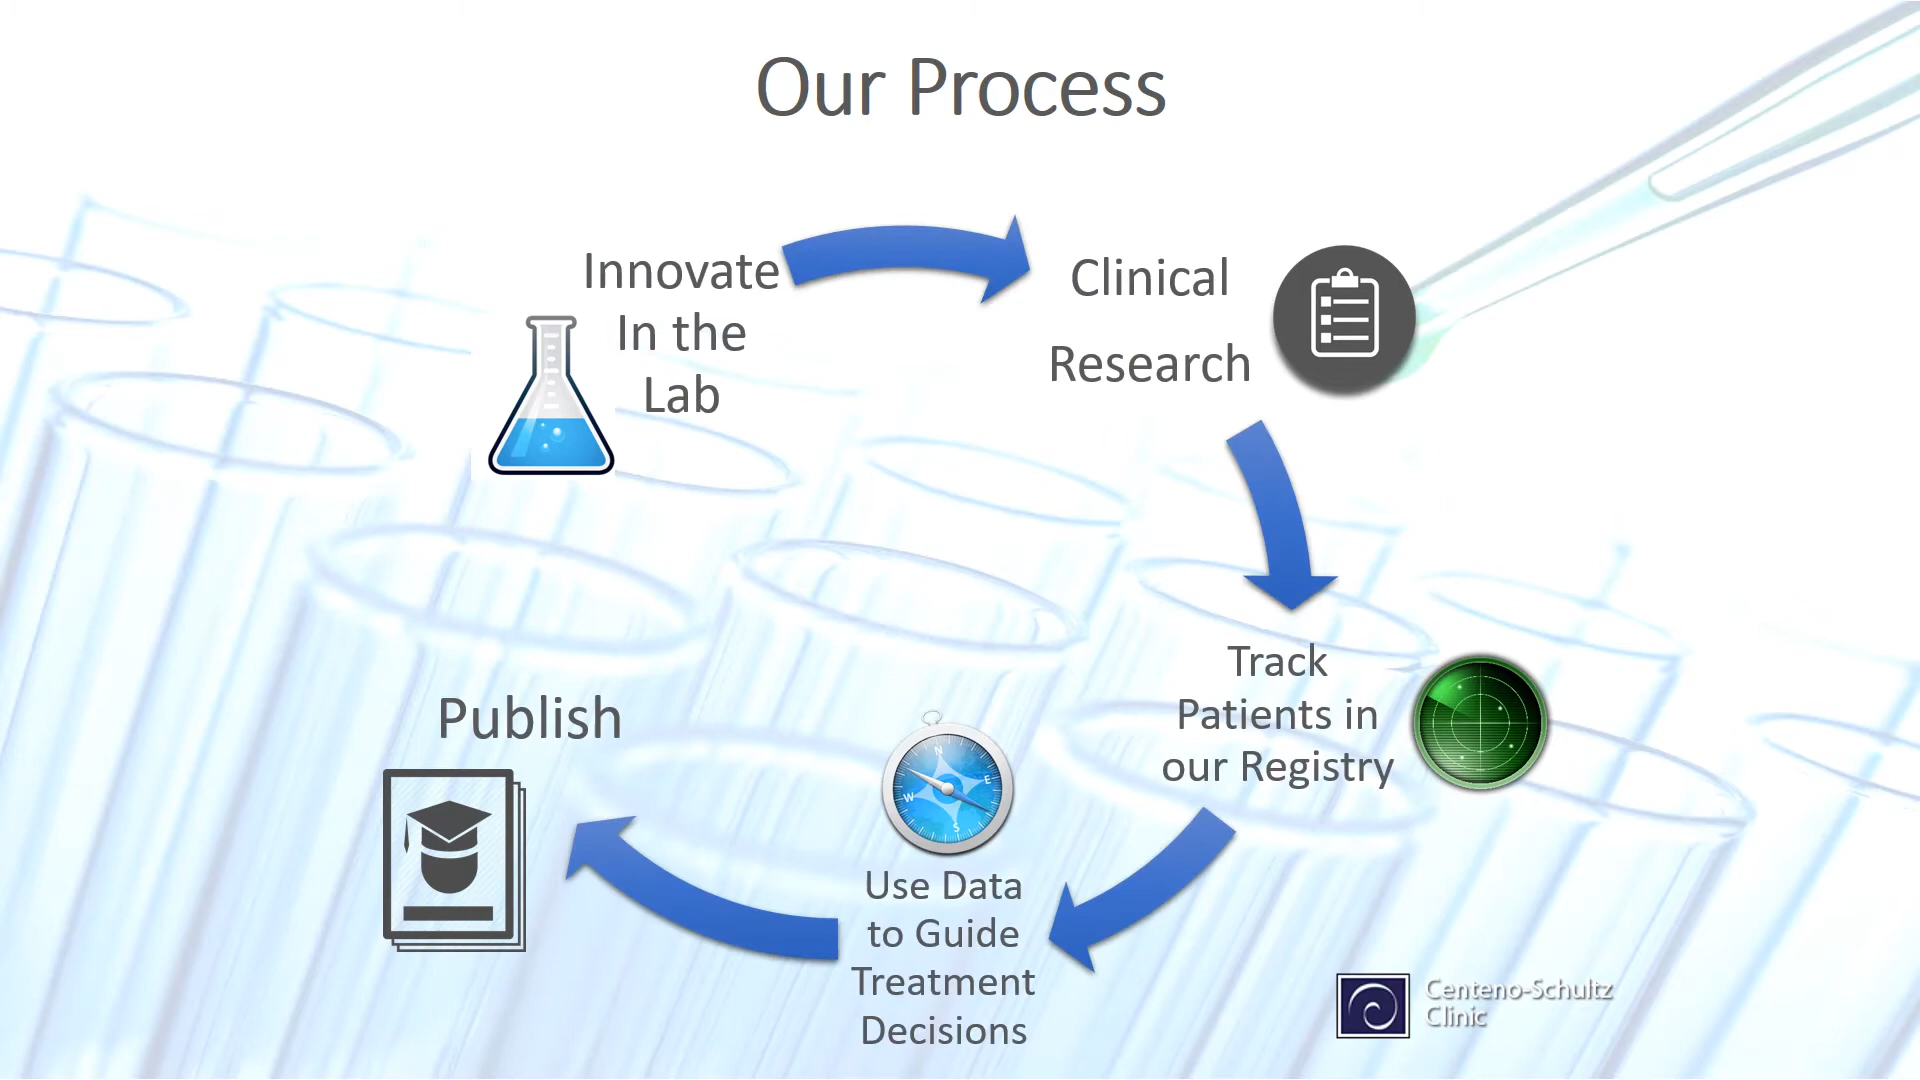 Our Process
Innovate
In the
Lab
Clinical
Research
Track
Patients in
our Registry
Use Data
to Guide
Treatment
Decisions
Publish
N
E
S
W
Centeno-Schultz
Clinic